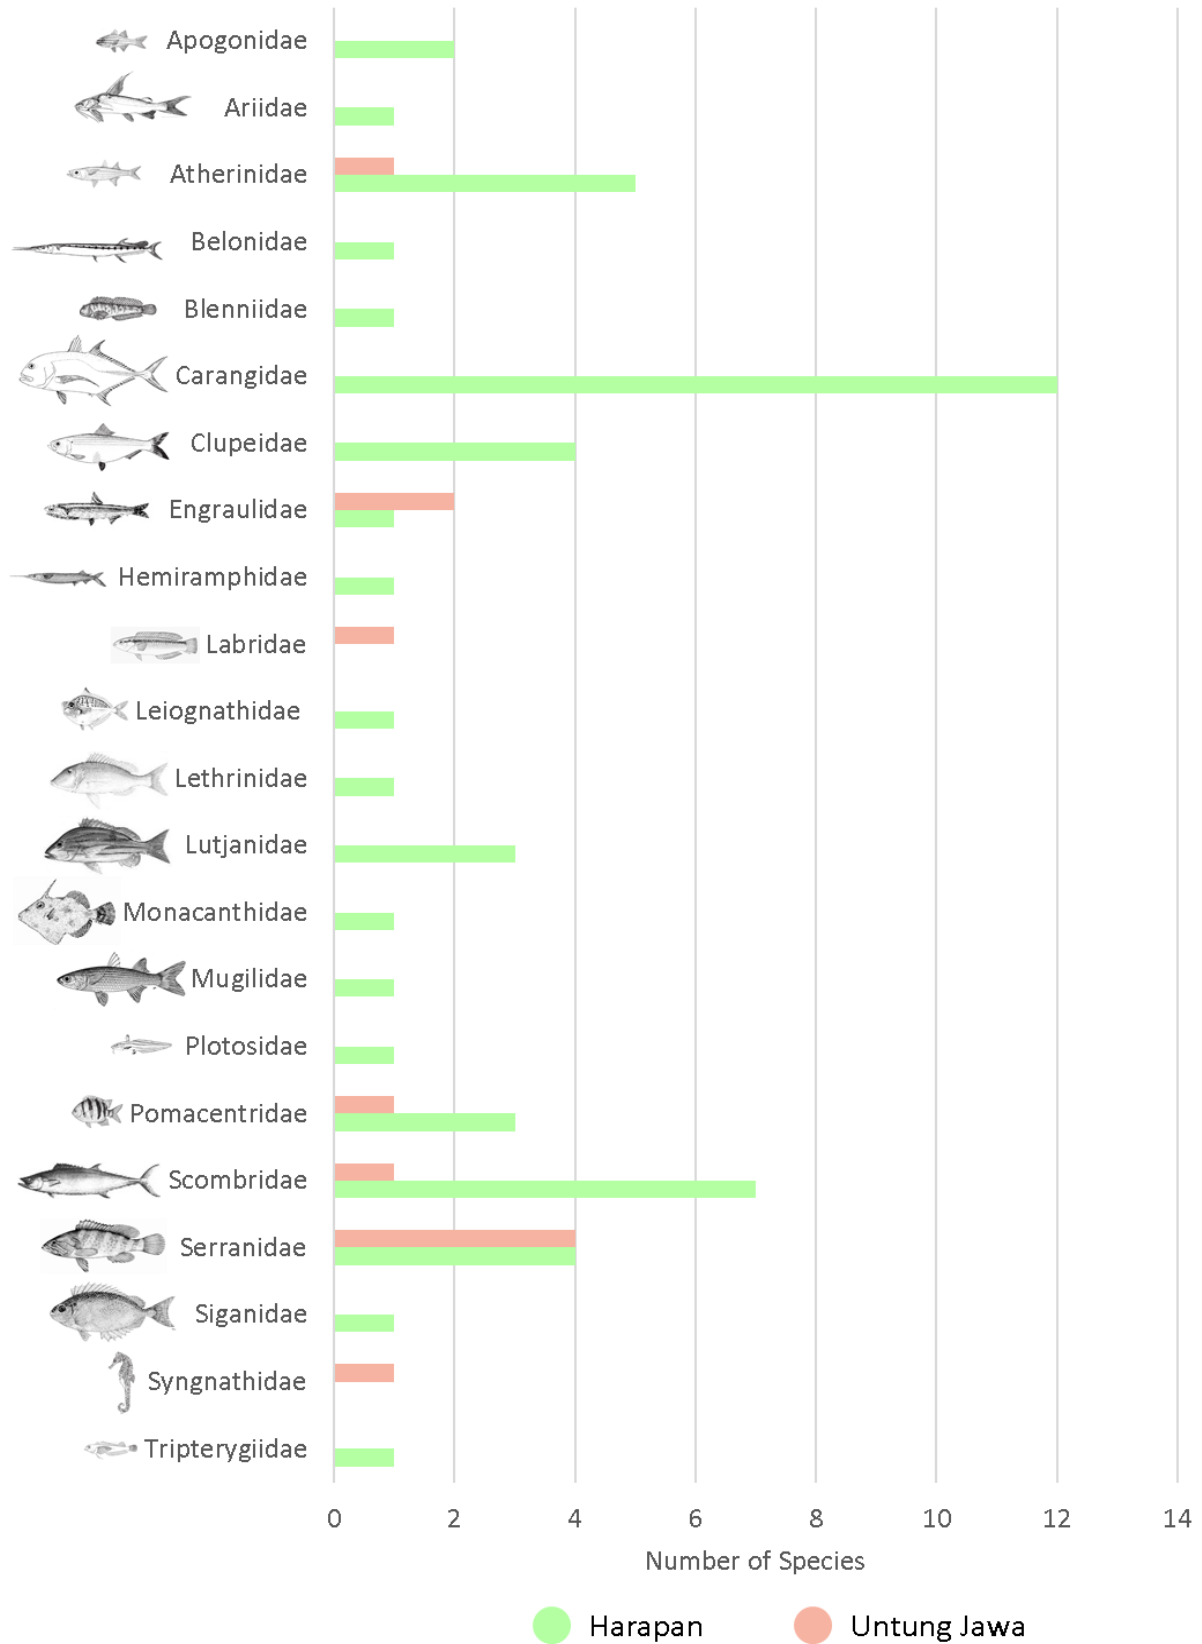 Apogonidae
Ariidae
Atherinidae
Belonidae
Blenniidae
Carangidae
Clupeidae
Engraulidae
Hemiramphidae
Labridae
Leiognathidae
Lethrinidae
Lutjanidae
Monacanthidae
Mugilidae
Plotosidae
Pomacentridae
Scombridae
Serranidae
Siganidae
Syngnathidae
Tripterygiidae
0 2 4 6 8 10 12 14
Number of Species
Harapan Untung Jawa